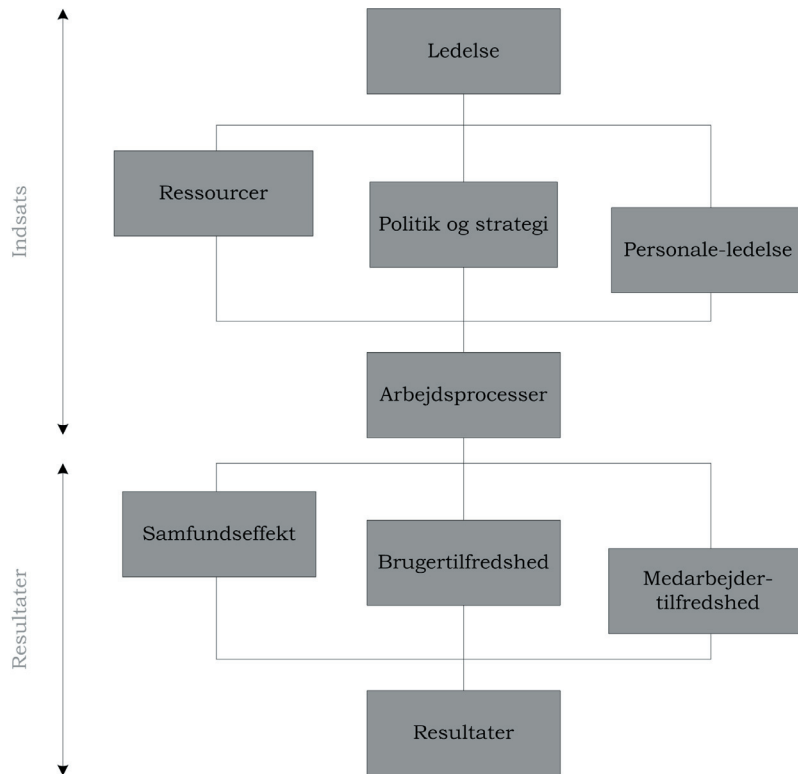 Indsats
Ledelse
Ressourcer
Politik og strategi
Personale-ledelse
Arbejdsprocesser
Resultater
Samfundseffekt
Brugertilfredshed
Medarbejder-
tilfredshed
Resultater